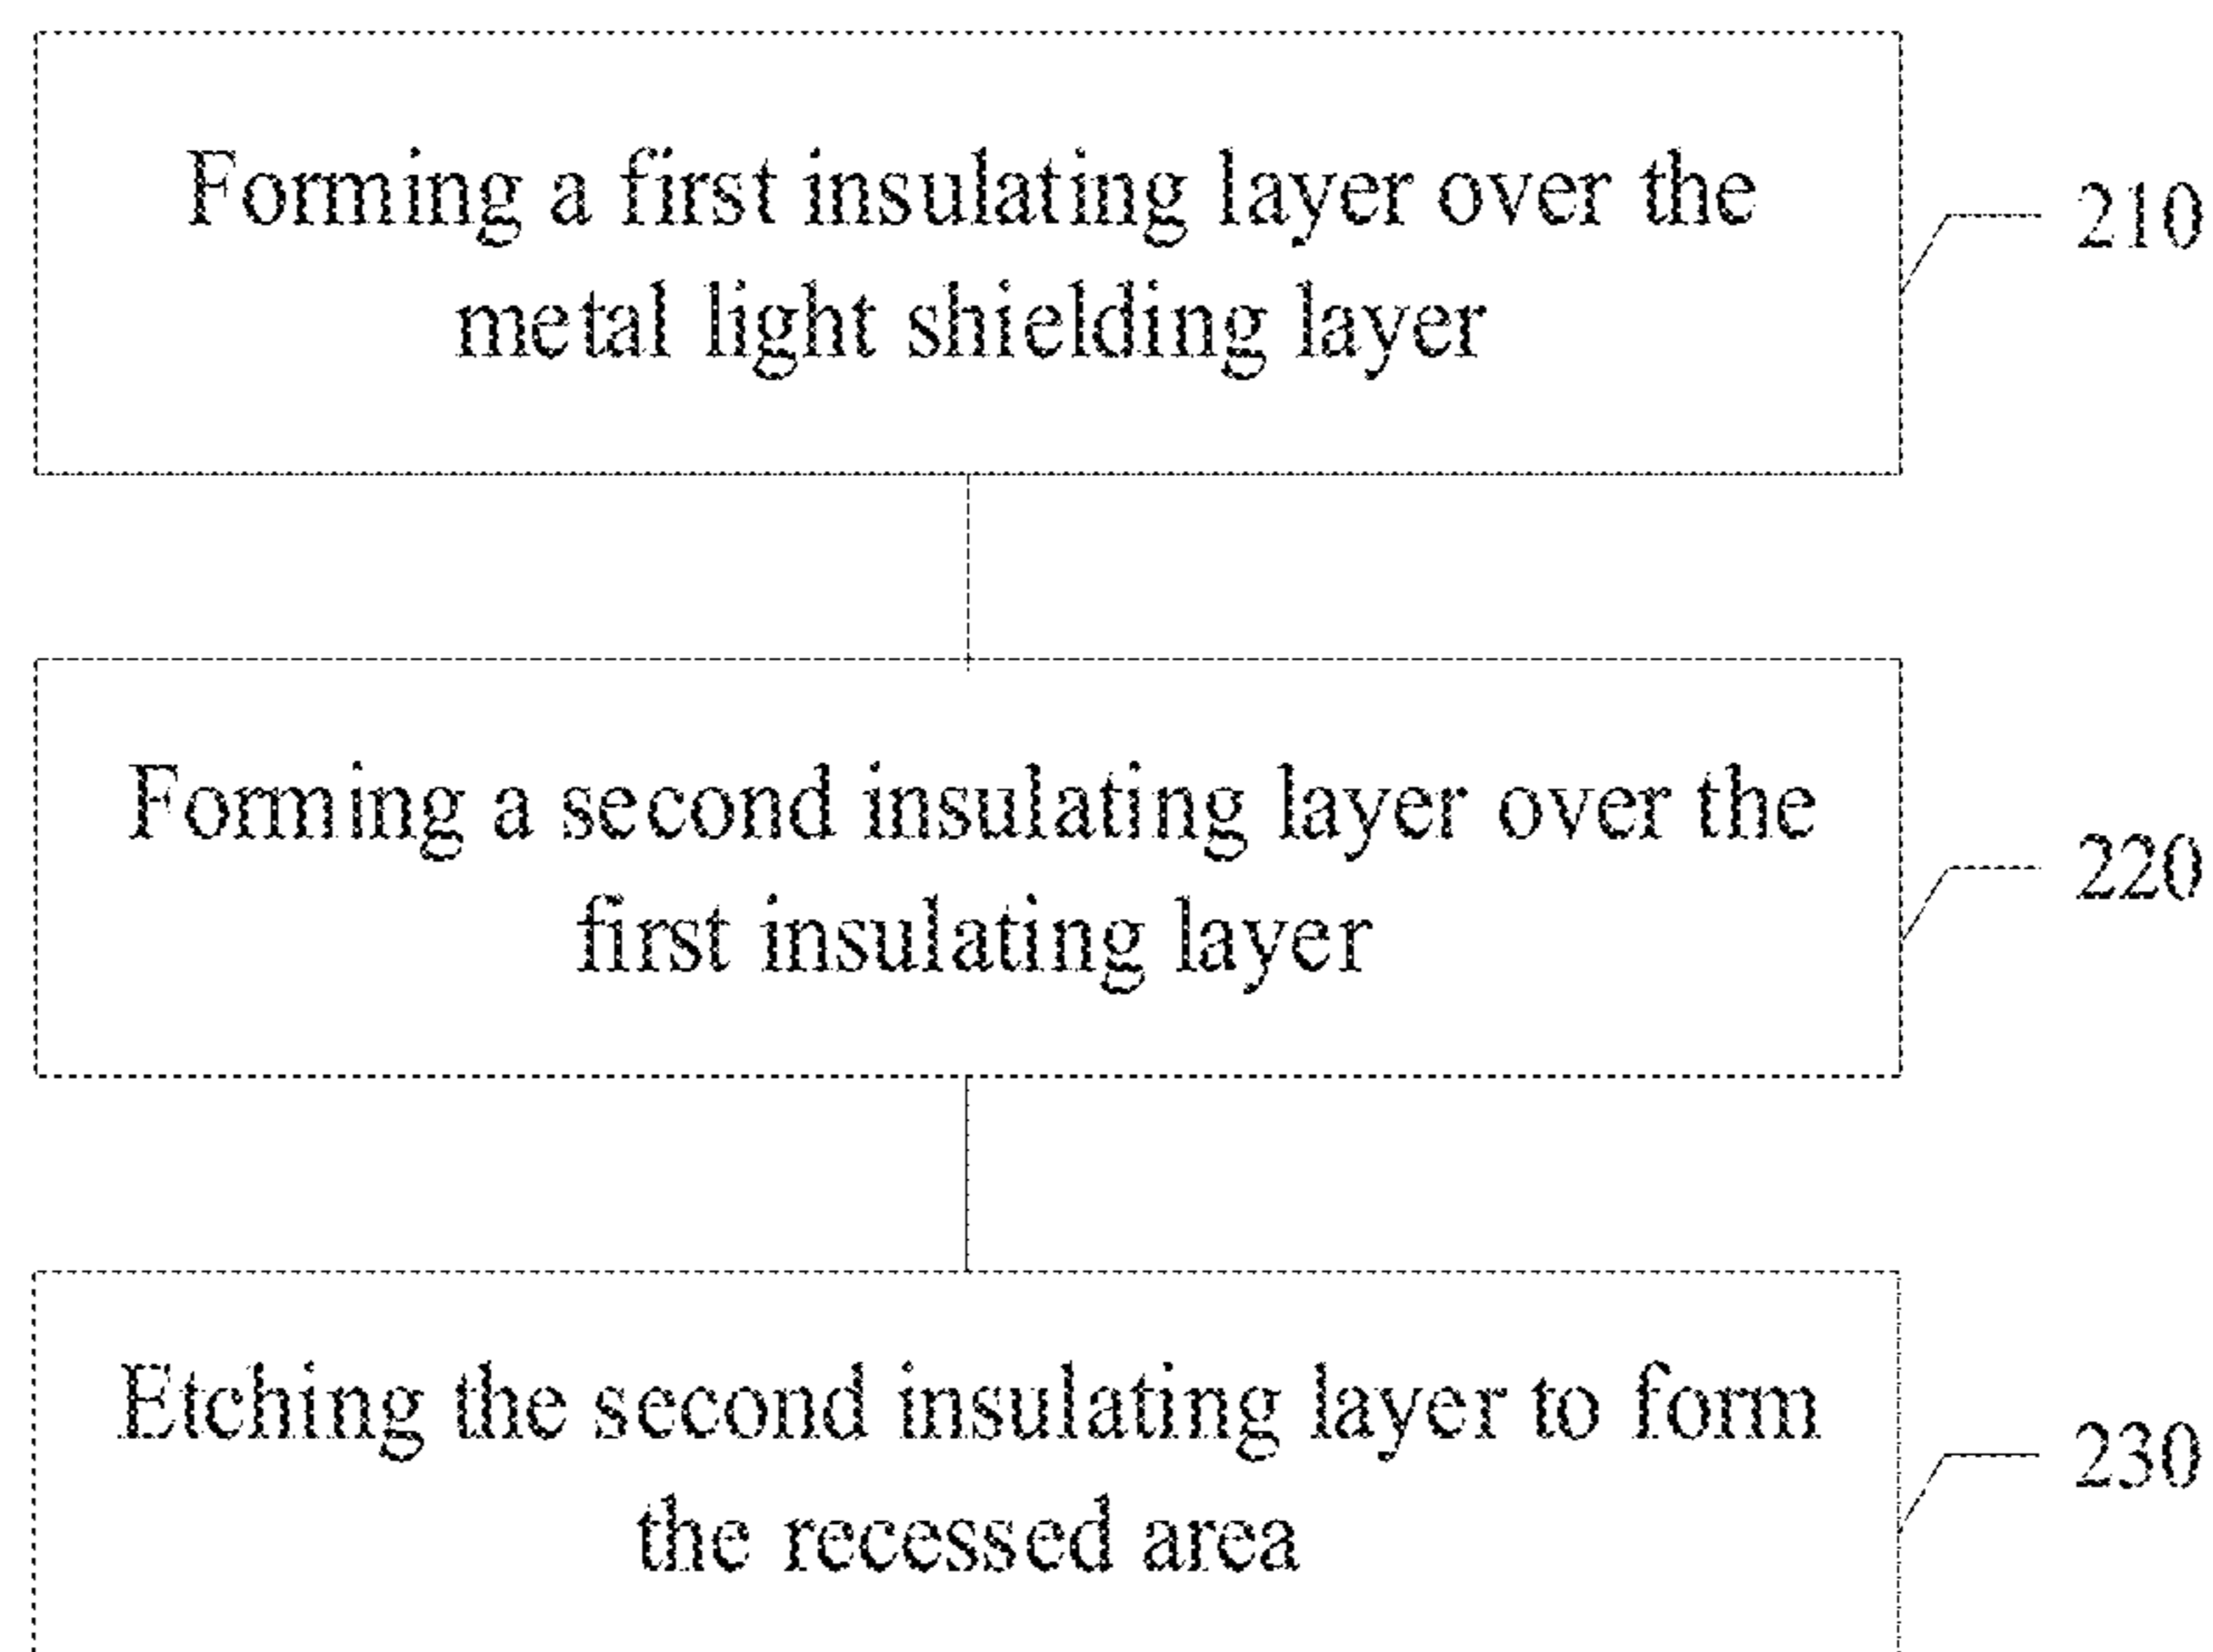 Forming a first insulating layer over the
metal light shielding layer
210
Forming a second insulating layer over the
first insulating layer
220
Etching the second insulating layer to form
the recessed area
230